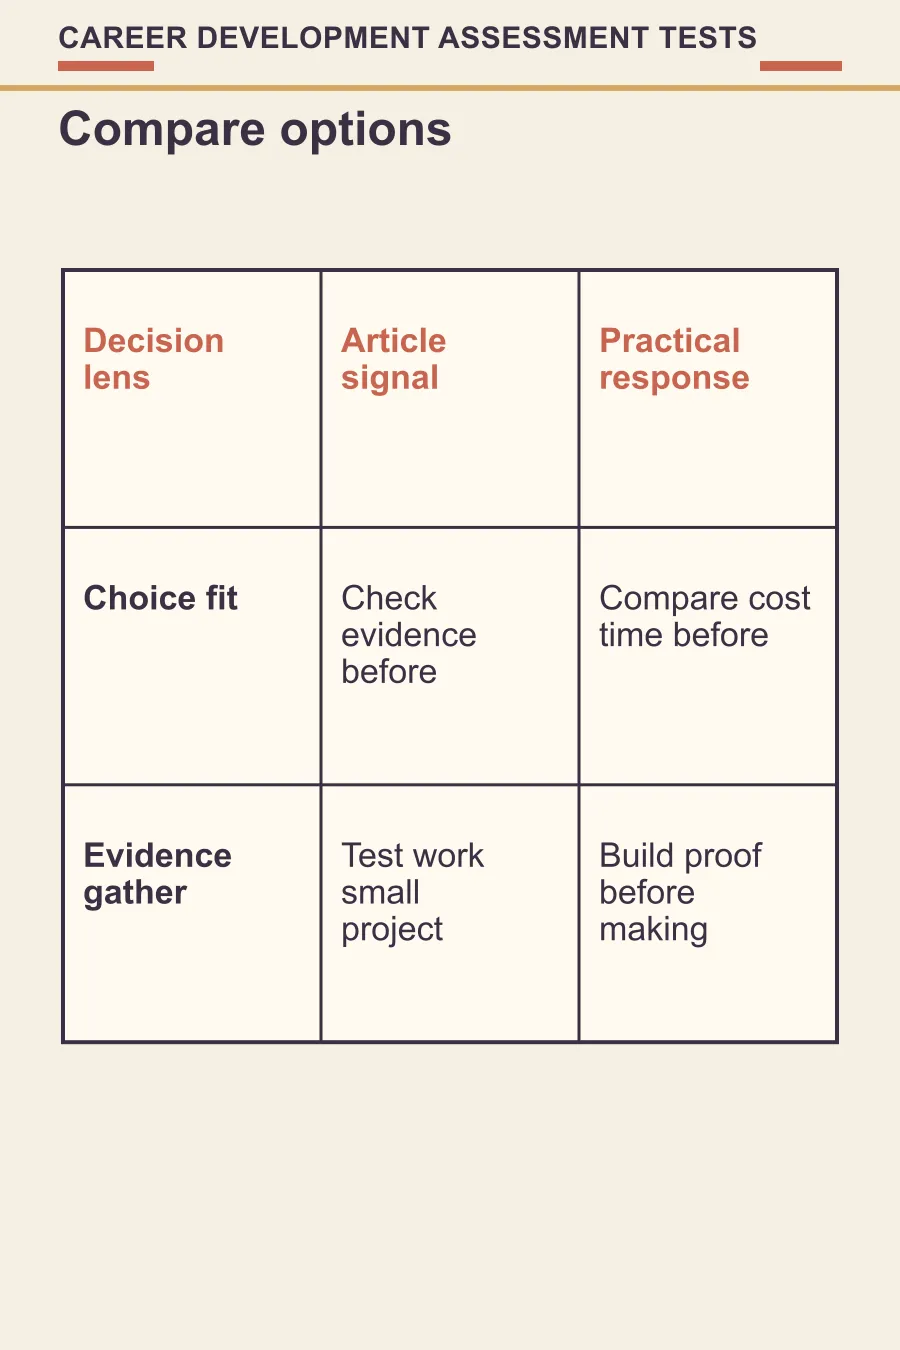 CAREER DEVELOPMENT ASSESSMENT TESTS
Compare options
Decision
lens
Article
signal
Practical
response
Choice fit
Check
evidence
before
Compare cost
time before
Evidence
gather
Test work
small
project
Build proof
before
making